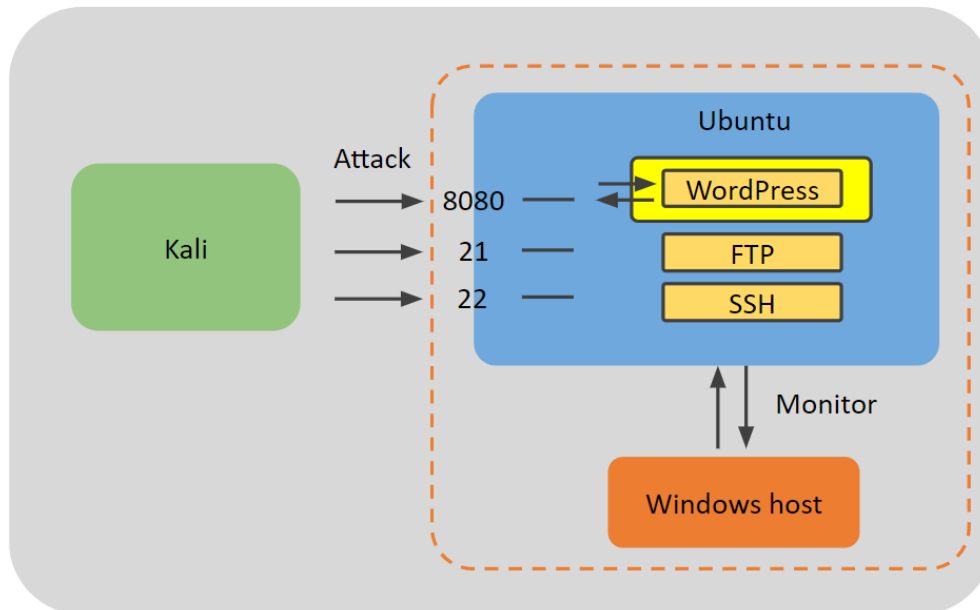 Ubuntu
Attack
WordPress
8080
Kali
21
FTP
22
SSH
Monitor
Windows host